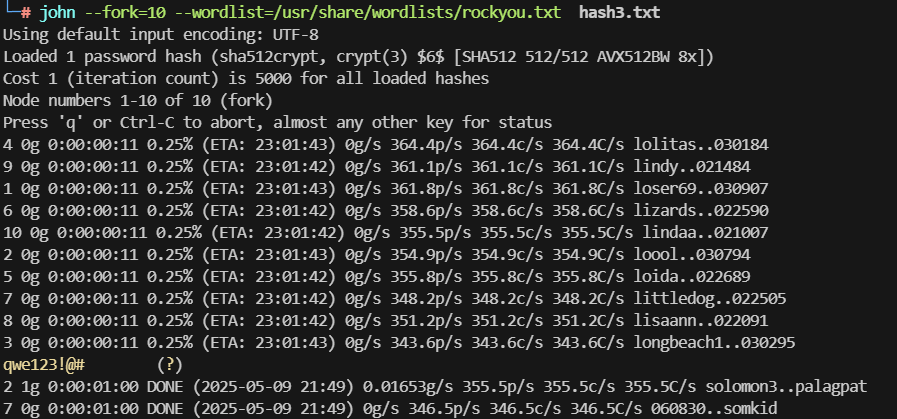 └─# john --fork=10 --wordlist=/usr/share/wordlists/rockyou.txt  hash3.txt
Using default input encoding: UTF-8
Loaded 1 password hash (sha512crypt, crypt(3) $6$ [SHA512 512/512 AVX512BW 8x])
Cost 1 (iteration count) is 5000 for all loaded hashes
Node numbers 1-10 of 10 (fork)
Press 'q' or Ctrl-C to abort, almost any other key for status
4 0g 0:00:00:11 0.25% (ETA: 23:01:43) 0g/s 364.4p/s 364.4c/s 364.4C/s lolitas..030184
9 0g 0:00:00:11 0.25% (ETA: 23:01:42) 0g/s 361.1p/s 361.1c/s 361.1C/s lindy..021484
1 0g 0:00:00:11 0.25% (ETA: 23:01:43) 0g/s 361.8p/s 361.8c/s 361.8C/s loser69..030907
6 0g 0:00:00:11 0.25% (ETA: 23:01:42) 0g/s 358.6p/s 358.6c/s 358.6C/s lizards..022590
10 0g 0:00:00:11 0.25% (ETA: 23:01:42) 0g/s 355.5p/s 355.5c/s 355.5C/s lindaa..021007
2 0g 0:00:00:11 0.25% (ETA: 23:01:43) 0g/s 354.9p/s 354.9c/s 354.9C/s loool..030794
5 0g 0:00:00:11 0.25% (ETA: 23:01:42) 0g/s 355.8p/s 355.8c/s 355.8C/s loida..022689
7 0g 0:00:00:11 0.25% (ETA: 23:01:42) 0g/s 348.2p/s 348.2c/s 348.2C/s littledog..022505
8 0g 0:00:00:11 0.25% (ETA: 23:01:42) 0g/s 351.2p/s 351.2c/s 351.2C/s lisaann..022091
3 0g 0:00:00:11 0.25% (ETA: 23:01:42) 0g/s 343.6p/s 343.6c/s 343.6C/s longbeach1..030295
qwe123!@#        (?)
2 1g 0:00:01:00 DONE (2025-05-09 21:49) 0.01653g/s 355.5p/s 355.5c/s 355.5C/s solomon3..palagpat
7 0g 0:00:01:00 DONE (2025-05-09 21:49) 0g/s 346.5p/s 346.5c/s 346.5C/s 060830..somkid